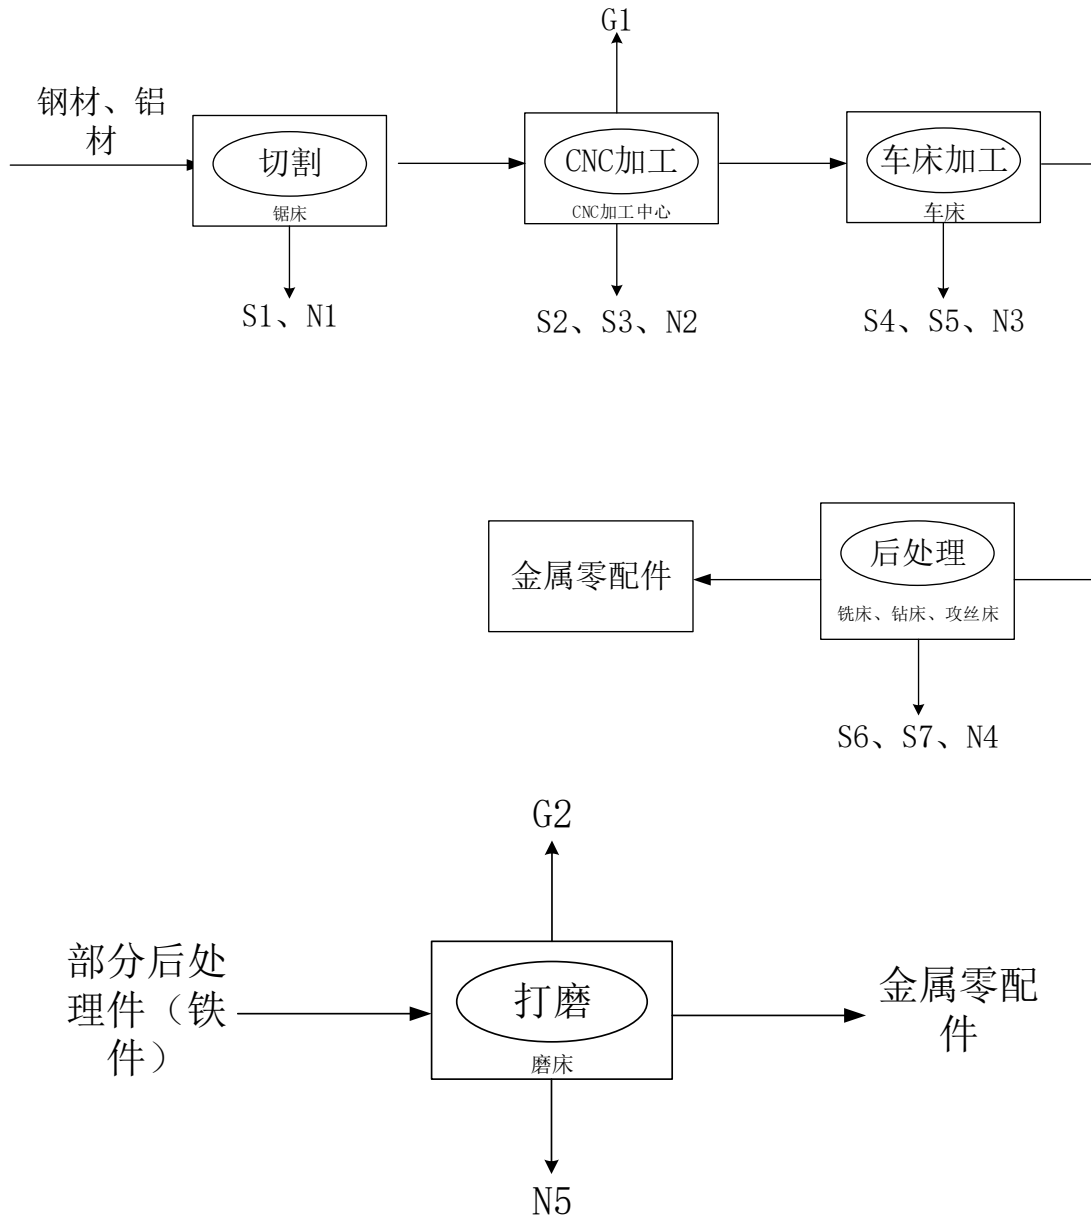 G1
钢材、铝
材
切割
锯床
CNC加工
CNC加工中心
车床加工
车床
S1、N1
S2、S3、N2
S4、S5、N3
金属零配件
后处理
铣床、钻床、攻丝床
S6、S7、N4
G2
部分后处
理件（铁
件）
打磨
磨床
金属零配
件
N5